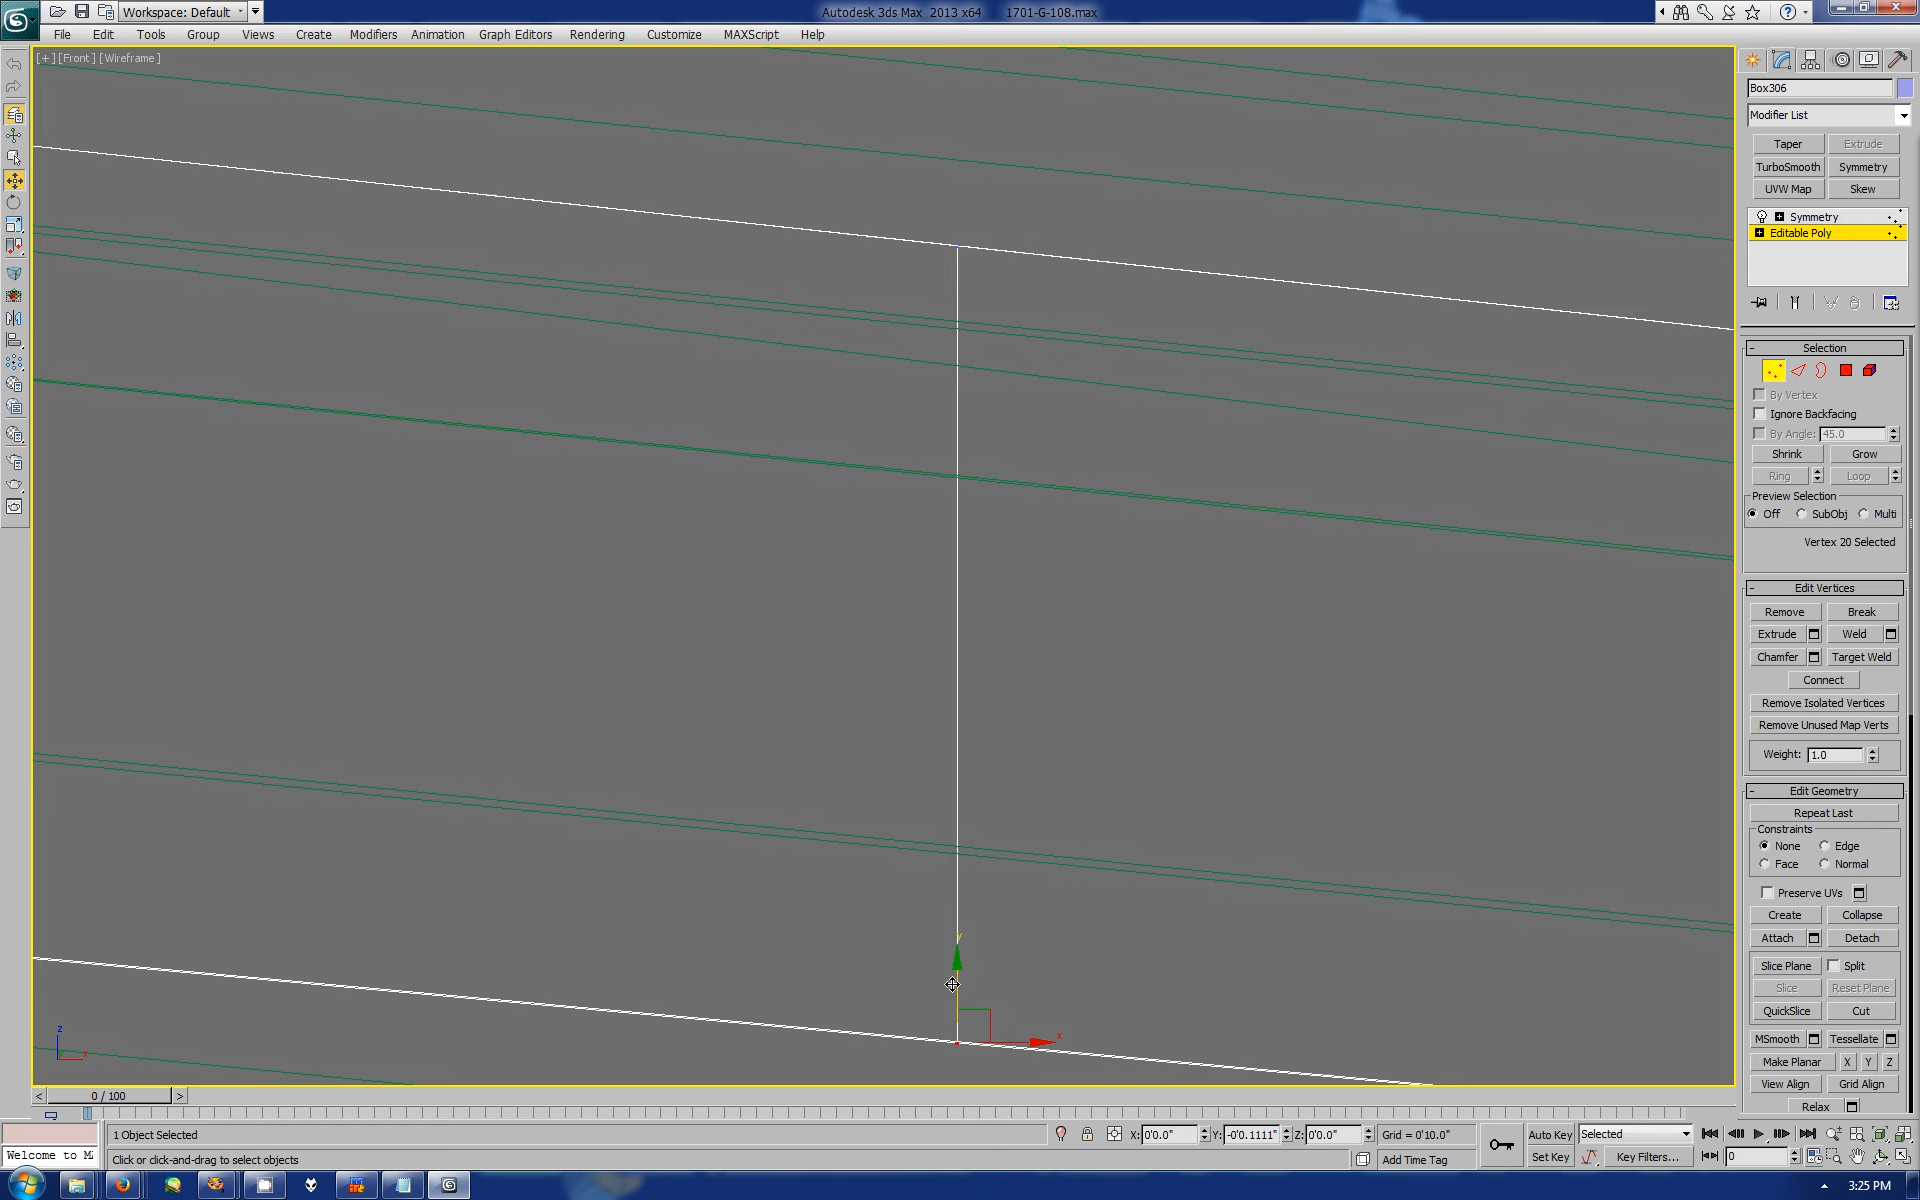 Workspace: Default
Autodesk 3ds Max 2013 x64 1701-G-108.max
File Edit Tools Group Views Create Modifiers Animation Graph Editors Rendering Customize MAXScript Help
[+] [Front] [Wireframe]
Box306
Modifier List
Taper Extrude
TurboSmooth Symmetry
UVW Map Skew
Symmetry
Editable Poly
- Selection
By Vertex
Ignore Backfacing
By Angle: 45.0
Shrink Grow
Ring Loop
Preview Selection
Off SubObj Multi
Vertex 20 Selected
- Edit Vertices
Remove Break
Extrude Weld
Chamfer Target Weld
Connect
Remove Isolated Vertices
Remove Unused Map Verts
Weight: 1.0
- Edit Geometry
Repeat Last
Constraints
None Edge
Face Normal
Preserve UVs
Create Collapse
Attach Detach
Slice Plane Split
Slice Reset Plane
QuickSlice Cut
MSmooth Tessellate
Make Planar X Y Z
View Align Grid Align
Relax
y
x
z
x
< 0 / 100 >
1 Object Selected X: 0'0.0" Y: -0'0.1111" Z: 0'0.0" Grid = 0'10.0" Auto Key Selected
Welcome to MA Click or click-and-drag to select objects Add Time Tag Set Key Key Filters... 0
3:25 PM